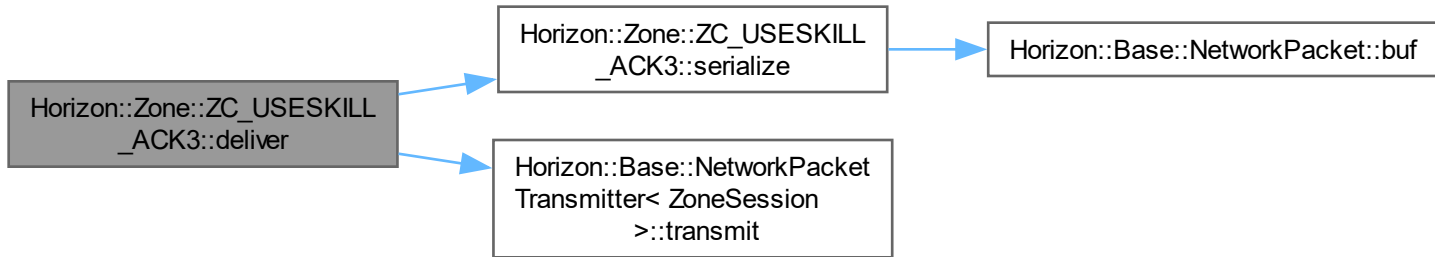 Horizon::Zone::ZC_USESKILL
_ACK3::deliver
Horizon::Zone::ZC_USESKILL
_ACK3::serialize
Horizon::Base::NetworkPacket::buf
Horizon::Base::NetworkPacket
Transmitter< ZoneSession
>::transmit